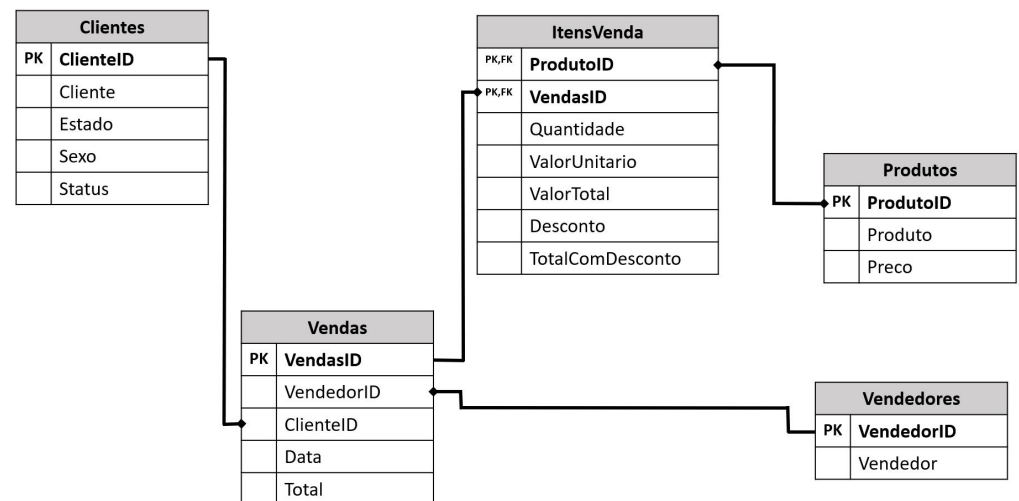 Clientes
PK ClienteID
Cliente
Estado
Sexo
Status
ItensVenda
PK,FK ProdutoID
PK,FK VendasID
Quantidade
ValorUnitario
ValorTotal
Desconto
TotalComDesconto
Produtos
PK ProdutoID
Produto
Preco
Vendas
PK VendasID
VendedorID
ClienteID
Data
Total
Vendedores
PK VendedorID
Vendedor